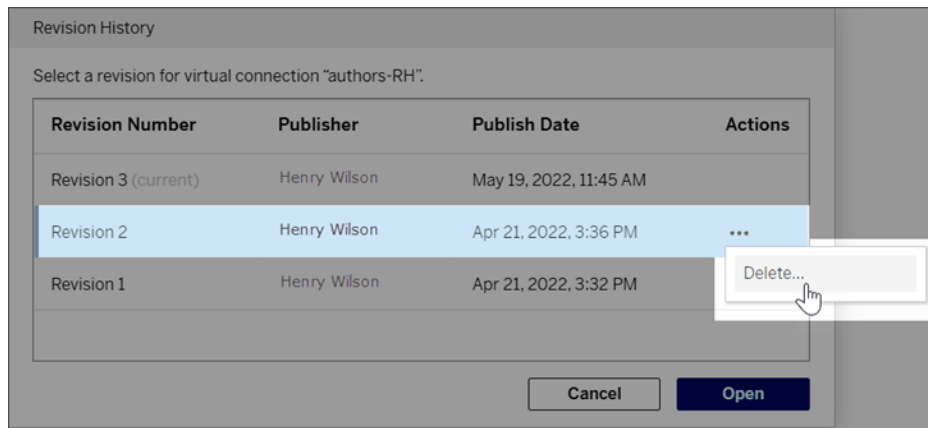 Revision History
Select a revision for virtual connection “authors-RH”.
Revision Number Publisher Publish Date Actions
Revision 3 (current) Henry Wilson May 19, 2022, 11:45 AM
Revision 2 Henry Wilson Apr 21, 2022, 3:36 PM ...
Delete...
Revision 1 Henry Wilson Apr 21, 2022, 3:32 PM
Cancel Open